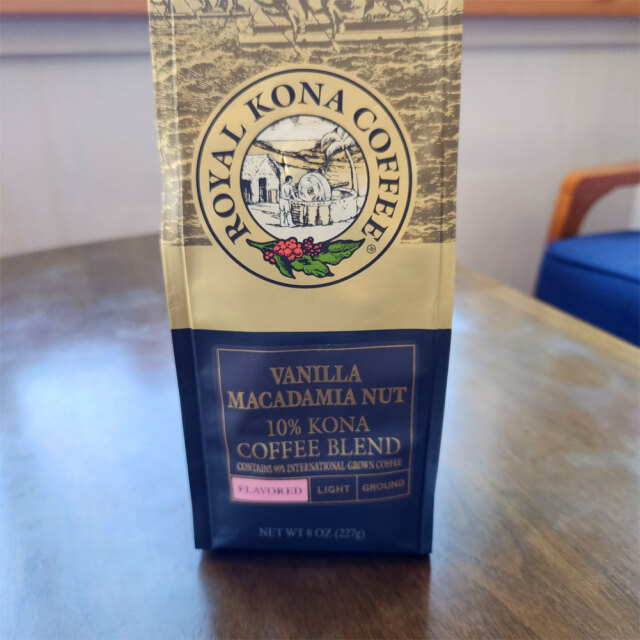 ROYAL KONA COFFEE
®
VANILLA
MACADAMIA NUT
10% KONA
COFFEE BLEND
CONTAINS 90% INTERNATIONAL-GROWN COFFEE
FLAVORED LIGHT GROUND
NET WT 8 OZ (227g)